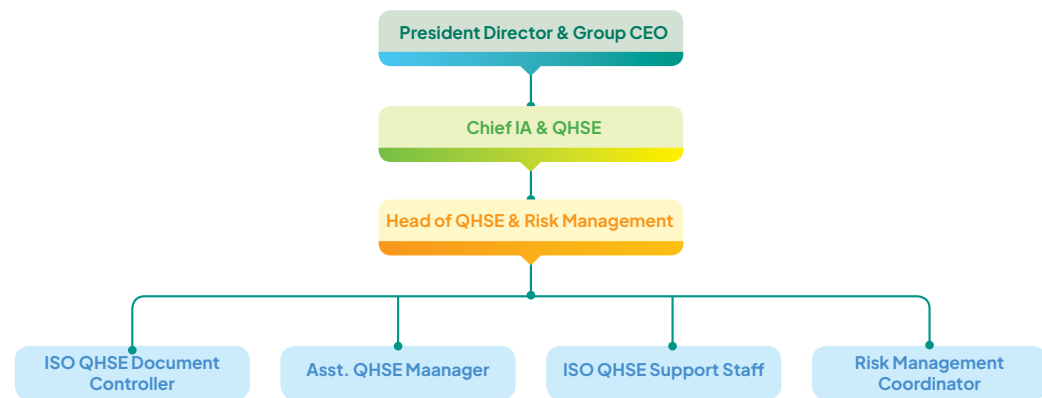 President Director & Group CEO
Chief IA & QHSE
Head of QHSE & Risk Management
ISO QHSE Document
Controller
Asst. QHSE Maanager
ISO QHSE Support Staff
Risk Management
Coordinator